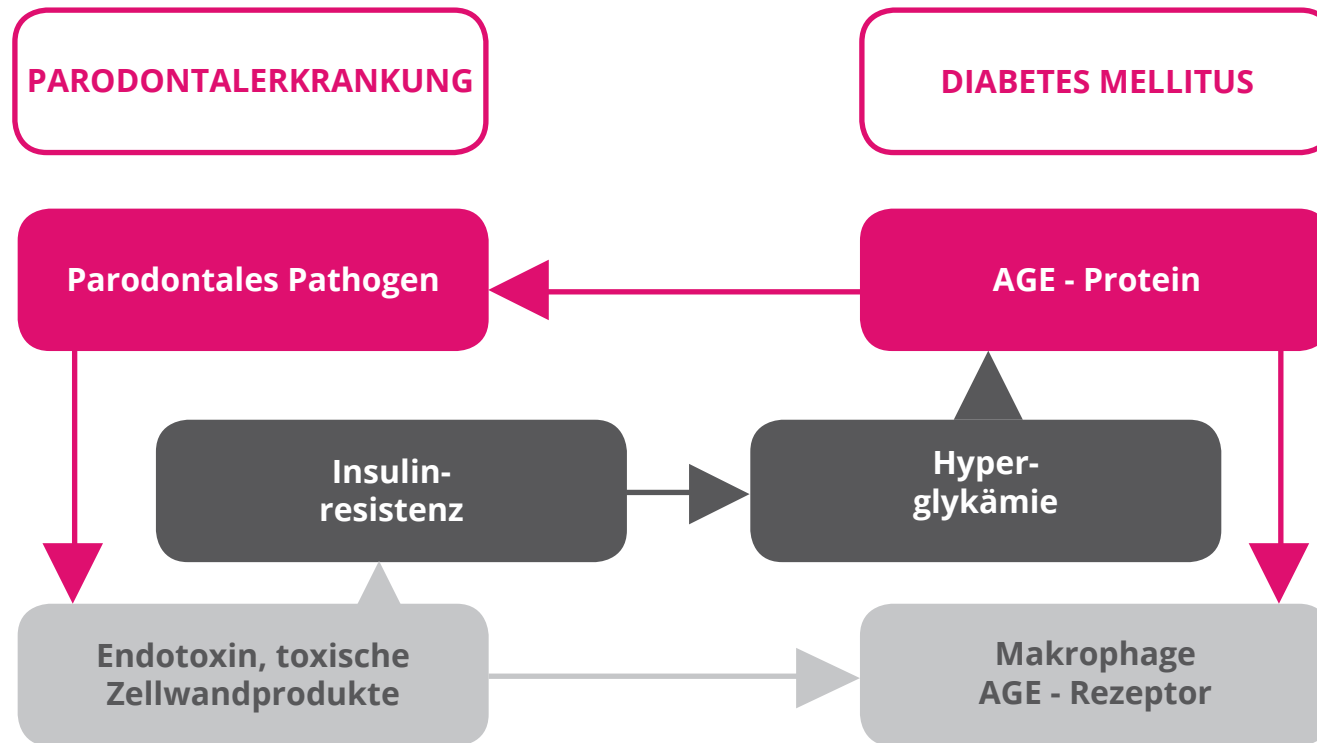 PARODONTALERKRANKUNG
DIABETES MELLITUS
Parodontales Pathogen
AGE - Protein
Insulin-
resistenz
Hyper-
glykämie
Endotoxin, toxische
Zellwandprodukte
Makrophage
AGE - Rezeptor